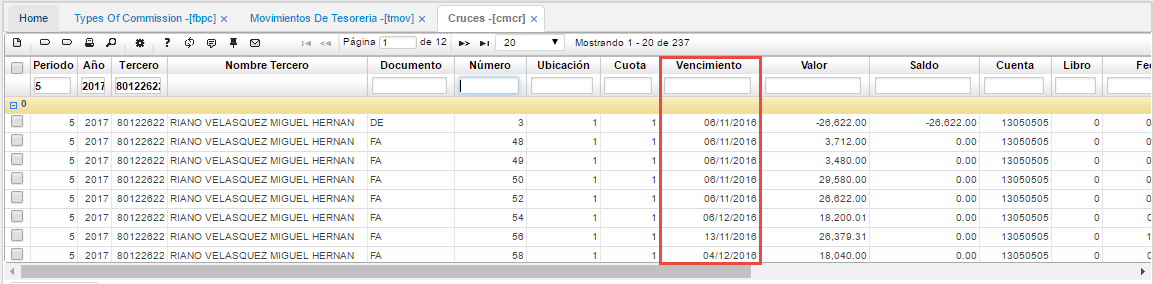 Home Types Of Commission -[fbpc] × Movimientos De Tesoreria -[tmov] × Cruces -[cmcr] ×
Página 1 de 12 20 Mostrando 1 - 20 de 237
Periodo Año Tercero Nombre Tercero Documento Número Ubicación Cuota Vencimiento Valor Saldo Cuenta Libro Fe
5 2017 80122622
0
5 2017 80122622 RIANO VELASQUEZ MIGUEL HERNAN DE 3 1 1 06/11/2016 -26,622.00 -26,622.00 13050505 0 0
5 2017 80122622 RIANO VELASQUEZ MIGUEL HERNAN FA 48 1 1 06/11/2016 3,712.00 0.00 13050505 0 0
5 2017 80122622 RIANO VELASQUEZ MIGUEL HERNAN FA 49 1 1 06/11/2016 3,480.00 0.00 13050505 0 0
5 2017 80122622 RIANO VELASQUEZ MIGUEL HERNAN FA 50 1 1 06/11/2016 29,580.00 0.00 13050505 0 0
5 2017 80122622 RIANO VELASQUEZ MIGUEL HERNAN FA 52 1 1 06/11/2016 26,622.00 0.00 13050505 0 0
5 2017 80122622 RIANO VELASQUEZ MIGUEL HERNAN FA 54 1 1 06/12/2016 18,200.01 0.00 13050505 0 0
5 2017 80122622 RIANO VELASQUEZ MIGUEL HERNAN FA 56 1 1 13/11/2016 26,379.31 0.00 13050505 0 1
5 2017 80122622 RIANO VELASQUEZ MIGUEL HERNAN FA 58 1 1 04/12/2016 18,040.00 0.00 13050505 0 0